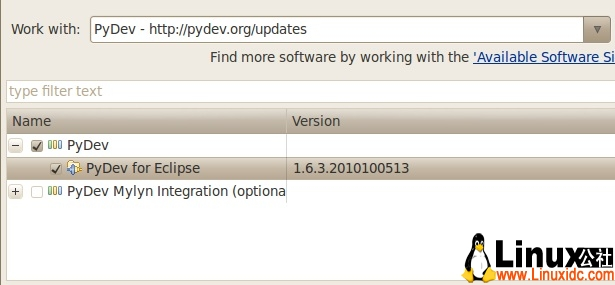 Work with: PyDev - http://pydev.org/updates
Find more software by working with the 'Available Software Si
type filter text
Name Version
PyDev
PyDev for Eclipse 1.6.3.2010100513
PyDev Mylyn Integration (optiona
Linux公社
www.Linuxidc.com